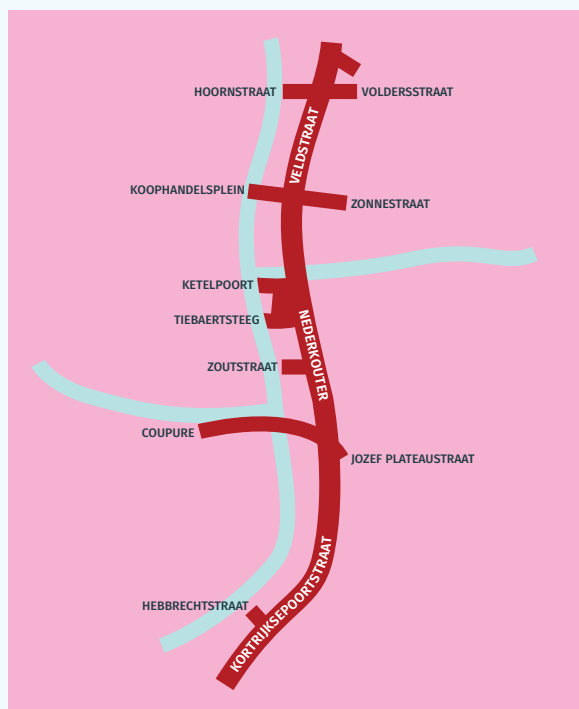 HOORNSTRAAT
VOLDERSSTRAAT
VELDSTRAAT
KOOPHANDELSPLEIN
ZONNESTRAAT
KETELPOORT
TIEBAERTSTEEG
NEDERKOUTER
ZOUTSTRAAT
COUPURE
JOZEF PLATEAUSTRAAT
KORTRIJKSEPOORTSTRAAT
HEBBRECHTSTRAAT